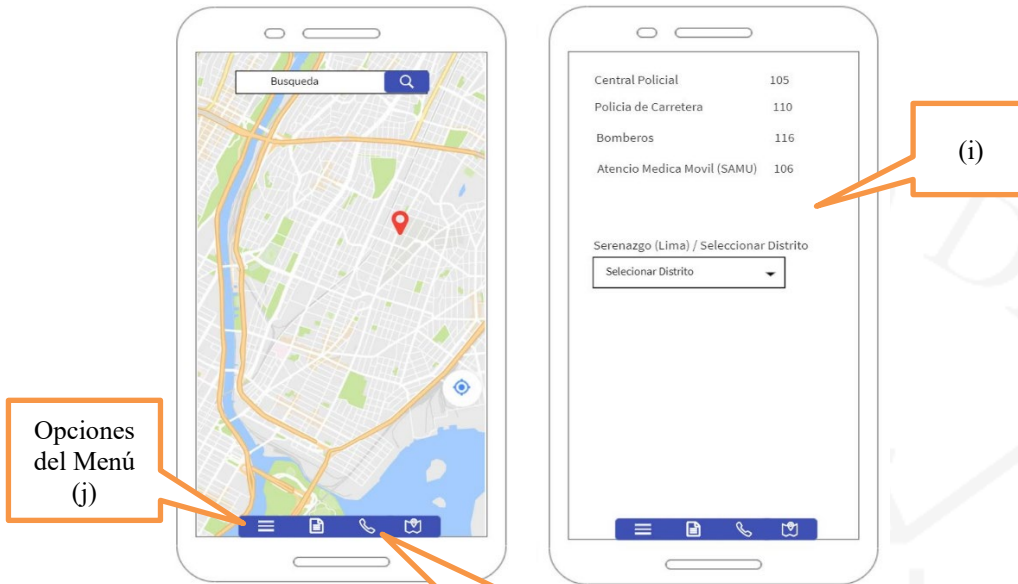 Busqueda
Opciones
del Menú
(j)
Central Policial 105
Policia de Carretera 110
Bomberos 116
Atencio Medica Movil (SAMU) 106
Serenazgo (Lima) / Seleccionar Distrito
Selecionar Distrito
(i)